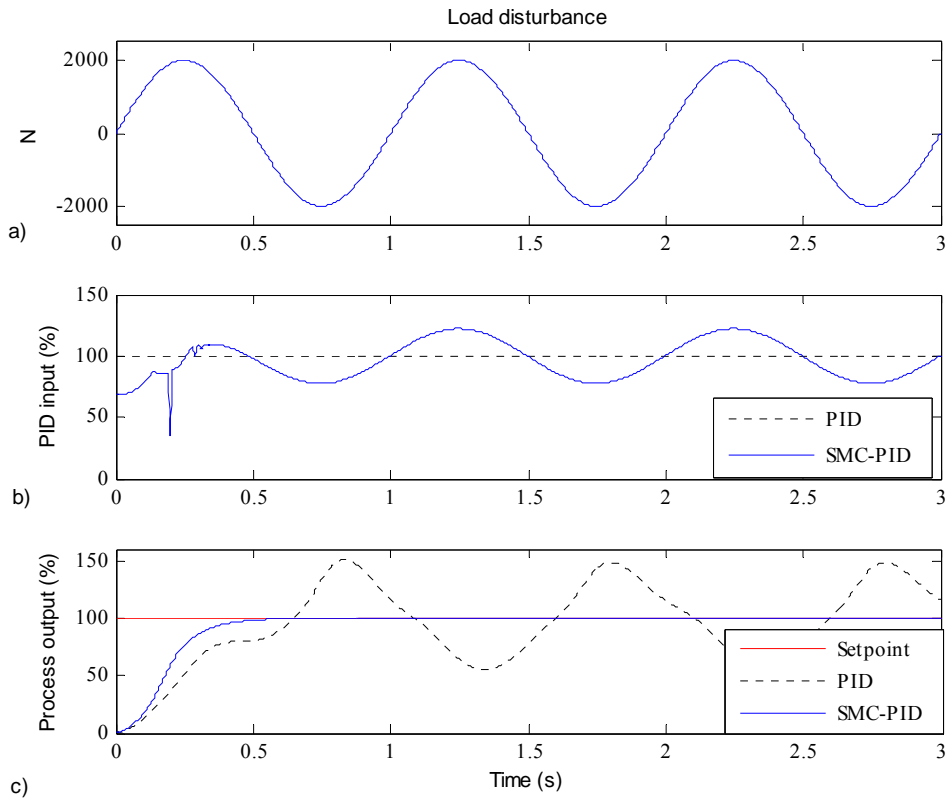 Load disturbance
2000
0
-2000
N
a)
0
0.5
1
1.5
2
2.5
3
150
100
50
0
PID input (%)
PID
SMC-PID
b)
0
0.5
1
1.5
2
2.5
3
150
100
50
0
Process output (%)
Setpoint
PID
SMC-PID
0
0.5
1
1.5
2
2.5
3
Time (s)
c)